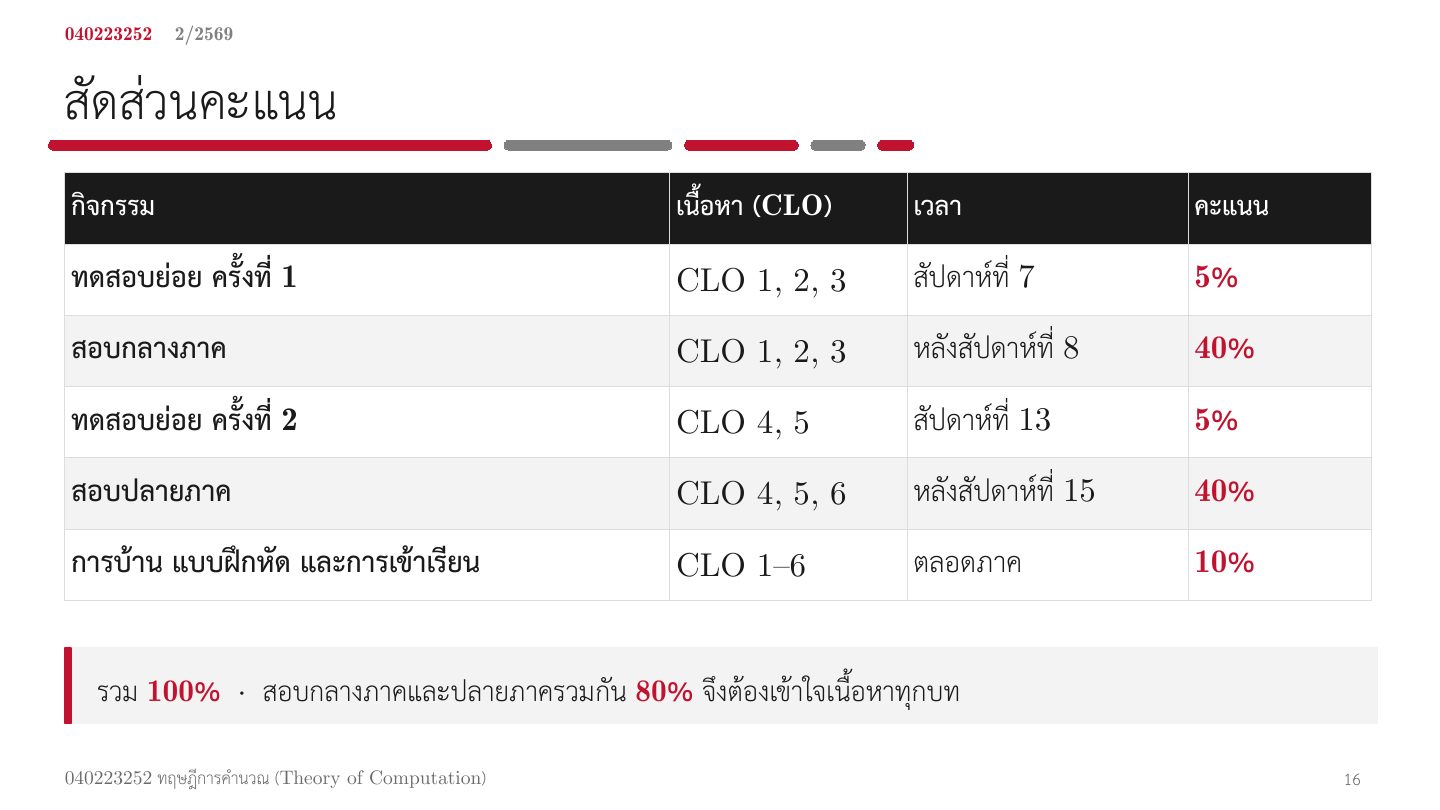 040223252 2/2569
สัดส่วนคะแนน
กิจกรรม เนื้อหา (CLO) เวลา คะแนน
ทดสอบย่อย ครั้งที่ 1 CLO 1, 2, 3 สัปดาห์ที่ 7 5%
สอบกลางภาค CLO 1, 2, 3 หลังสัปดาห์ที่ 8 40%
ทดสอบย่อย ครั้งที่ 2 CLO 4, 5 สัปดาห์ที่ 13 5%
สอบปลายภาค CLO 4, 5, 6 หลังสัปดาห์ที่ 15 40%
การบ้าน แบบฝึกหัด และการเข้าเรียน CLO 1–6 ตลอดภาค 10%
รวม 100% · สอบกลางภาคและปลายภาครวมกัน 80% จึงต้องเข้าใจเนื้อหาทุกบท
040223252 ทฤษฎีการคำนวณ (Theory of Computation) 16